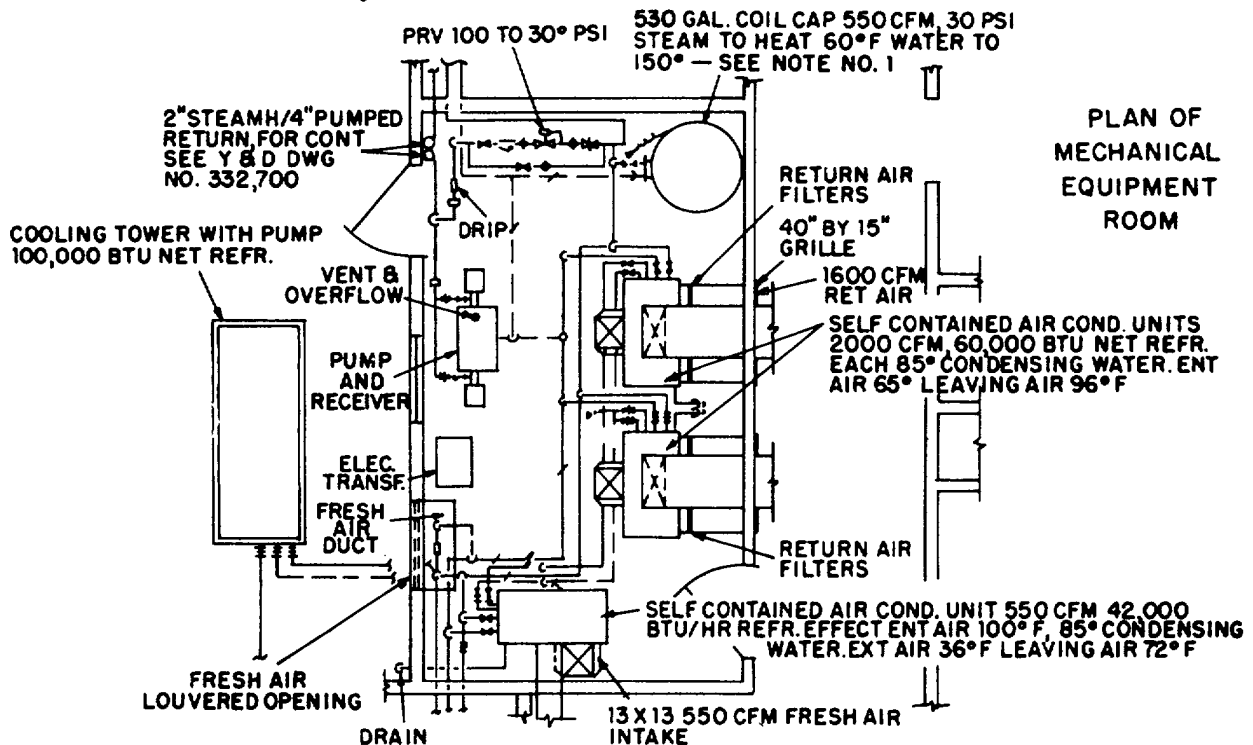 PRV 100 TO 30° PSI
530 GAL. COIL CAP 550 CFM, 30 PSI
STEAM TO HEAT 60°F WATER TO
150° — SEE NOTE NO. 1
PLAN OF
MECHANICAL
EQUIPMENT
ROOM
2" STEAMH/4" PUMPED
RETURN, FOR CONT
SEE Y & D DWG
NO. 332,700
RETURN AIR
FILTERS
DRIP
40" BY 15"
GRILLE
COOLING TOWER WITH PUMP
100,000 BTU NET REFR.
VENT &
OVERFLOW
1600 CFM
RET AIR
SELF CONTAINED AIR COND. UNITS
2000 CFM, 60,000 BTU NET REFR.
EACH 85° CONDENSING WATER. ENT
AIR 65° LEAVING AIR 96°F
PUMP
AND
RECEIVER
ELEC.
TRANSF.
FRESH
AIR
DUCT
RETURN AIR
FILTERS
SELF CONTAINED AIR COND. UNIT 550 CFM 42,000
BTU/HR REFR. EFFECT ENT AIR 100°F, 85° CONDENSING
WATER. EXT AIR 36°F LEAVING AIR 72°F
FRESH AIR
LOUVERED OPENING
13 X 13 550 CFM FRESH AIR
INTAKE
DRAIN